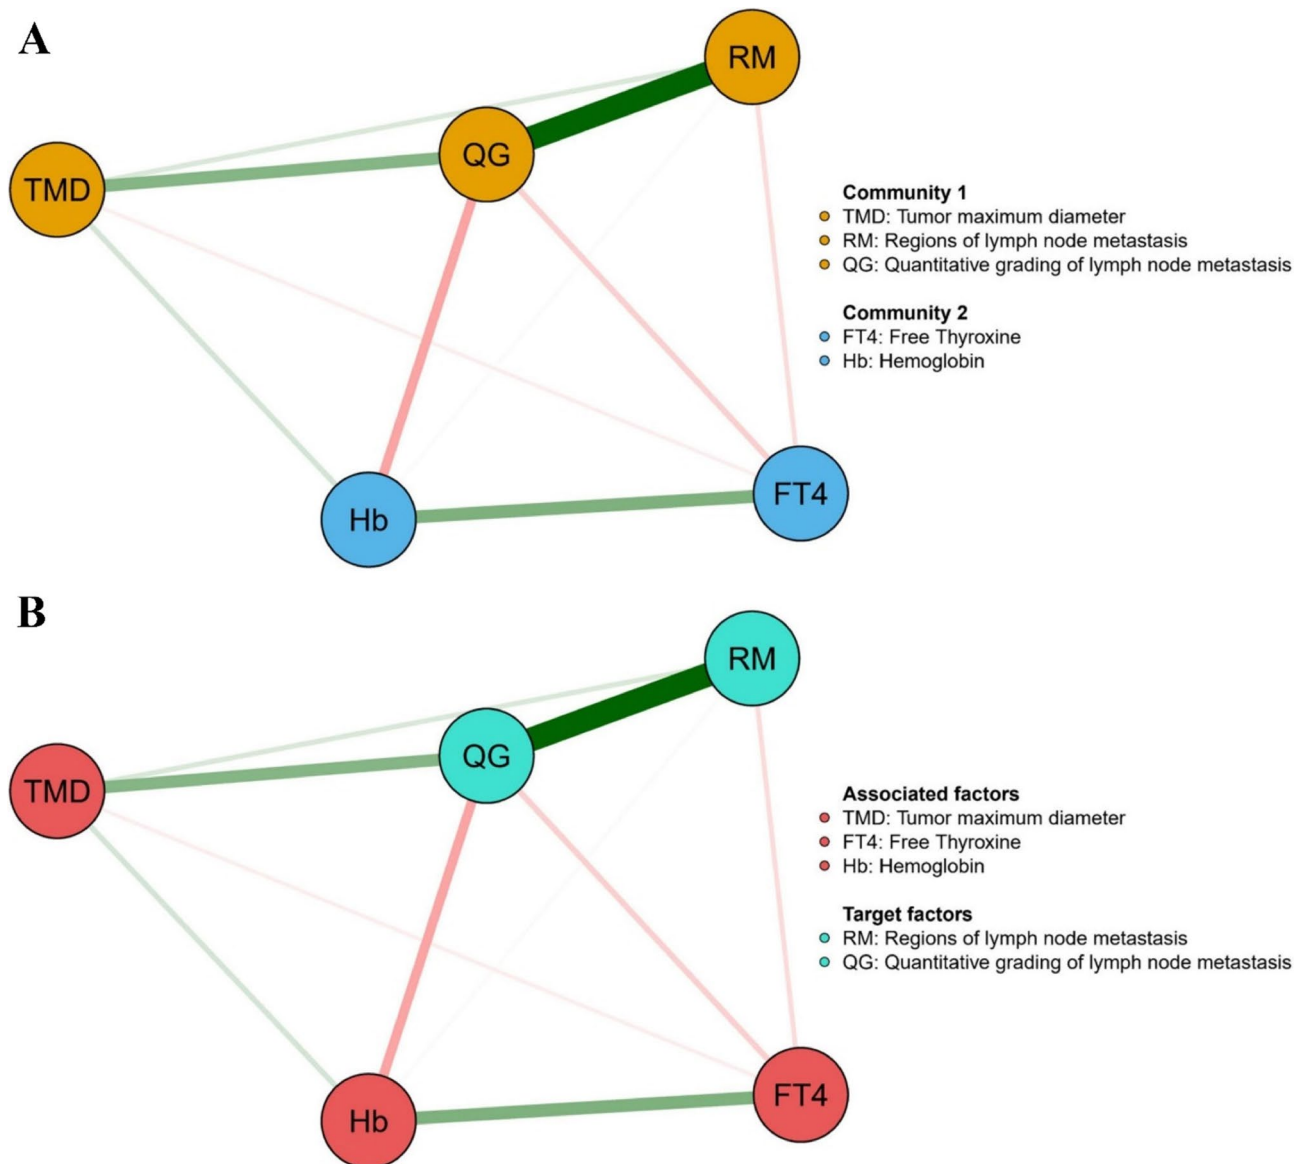 A
RM
QG
TMD
Hb
FT4
Community 1
TMD: Tumor maximum diameter
RM: Regions of lymph node metastasis
QG: Quantitative grading of lymph node metastasis
Community 2
FT4: Free Thyroxine
Hb: Hemoglobin
B
RM
QG
TMD
Hb
FT4
Associated factors
TMD: Tumor maximum diameter
FT4: Free Thyroxine
Hb: Hemoglobin
Target factors
RM: Regions of lymph node metastasis
QG: Quantitative grading of lymph node metastasis